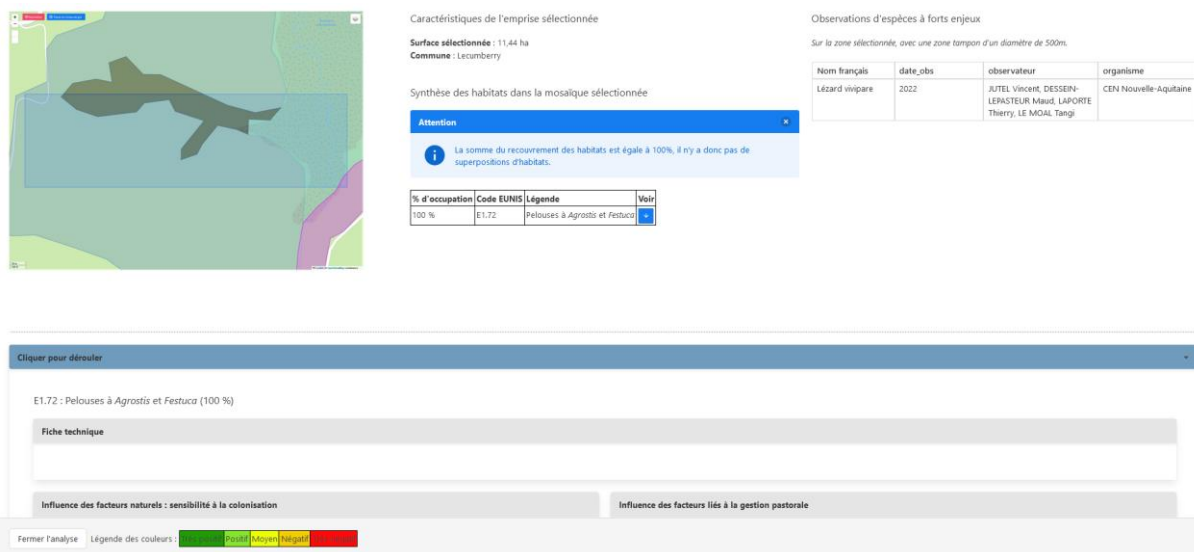 Caractéristiques de l'emprise sélectionnée
Surface sélectionnée : 11,44 ha
Commune : Lecumberry
Synthèse des habitats dans la mosaïque sélectionnée
Attention
La somme du recouvrement des habitats est égale à 100%, il n'y a donc pas de
superpositions d'habitats.
% d'occupation Code EUNIS Légende Voir
100 % E1.72 Pelouses à Agrostis et Festuca
Observations d'espèces à forts enjeux
Sur la zone sélectionnée, avec une zone tampon d'un diamètre de 500m.
Nom français date_obs observateur organisme
Lézard vivipare 2022 JUTEL Vincent, DESSEIN- CEN Nouvelle-Aquitaine
LEPASTEUR Maud, LAPORTE
Thierry, LE MOAL Tangi
Cliquer pour dérouler
E1.72 : Pelouses à Agrostis et Festuca (100 %)
Fiche technique
Influence des facteurs naturels : sensibilité à la colonisation
Influence des facteurs liés à la gestion pastorale
Fermer l'analyse Légende des couleurs : Très positif Positif Moyen Négatif